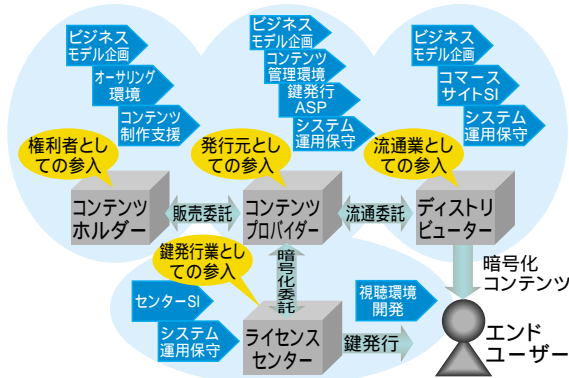 ビジネス
モデル企画
オーサリング
環境
コンテンツ
制作支援
ビジネス
モデル企画
コンテンツ
管理環境
鍵発行
ASP
システム
運用保守
ビジネス
モデル企画
コマース
サイトSI
システム
運用保守
権利者とし
ての参入
発行元とし
ての参入
流通業とし
ての参入
コンテンツ
ホルダー
販売委託
コンテンツ
プロバイダー
流通委託
ディストリ
ビューター
鍵発行業とし
ての参入
暗号化委託
暗号化
コンテンツ
センターSI
システム
運用保守
ライセンス
センター
視聴環境
開発
鍵発行
エンド
ユーザー